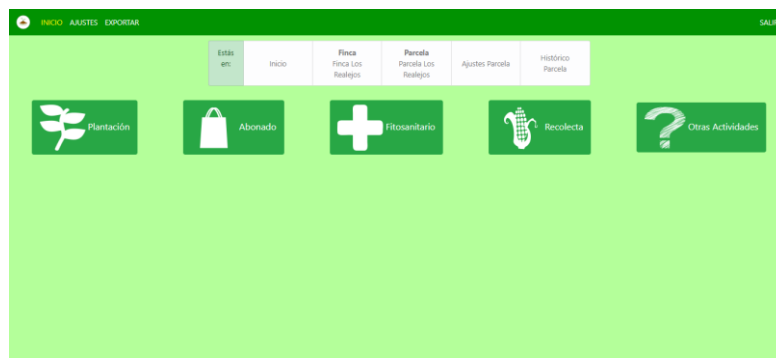 INICIO AJUSTES EXPORTAR
SALIR
Estás
en:
Inicio
Finca
Finca Los
Realejos
Parcela
Parcela Los
Realejos
Ajustes Parcela
Histórico
Parcela
Plantación
Abonado
Fitosanitario
Recolecta
Otras Actividades